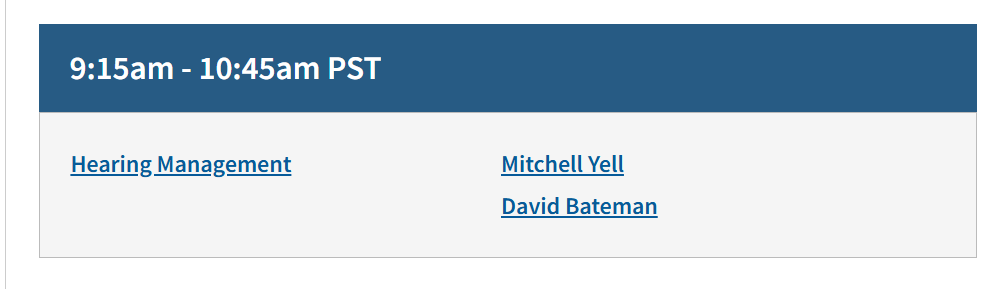 9:15am - 10:45am PST
Hearing Management
Mitchell Yell
David Bateman